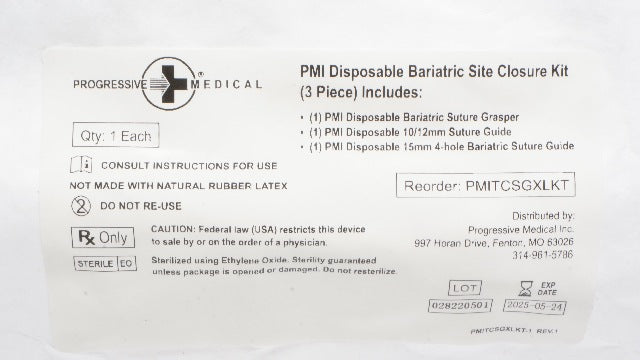 PROGRESSIVE MEDICAL ®
PMI Disposable Bariatric Site Closure Kit
(3 Piece) Includes:
• (1) PMI Disposable Bariatric Suture Grasper
• (1) PMI Disposable 10/12mm Suture Guide
• (1) PMI Disposable 15mm 4-hole Bariatric Suture Guide
Qty: 1 Each
CONSULT INSTRUCTIONS FOR USE
NOT MADE WITH NATURAL RUBBER LATEX
2 DO NOT RE-USE
Reorder: PMITCSGXLKT
Rx Only
CAUTION: Federal law (USA) restricts this device
to sale by or on the order of a physician.
STERILE EO
Sterilized using Ethylene Oxide. Sterility guaranteed
unless package is opened or damaged. Do not resterilize.
Distributed by:
Progressive Medical Inc.
997 Horan Drive, Fenton, MO 63026
314-961-5786
LOT
028220501
EXP
DATE
2025-05-24
PMITCSGXLKT-1 REV.1